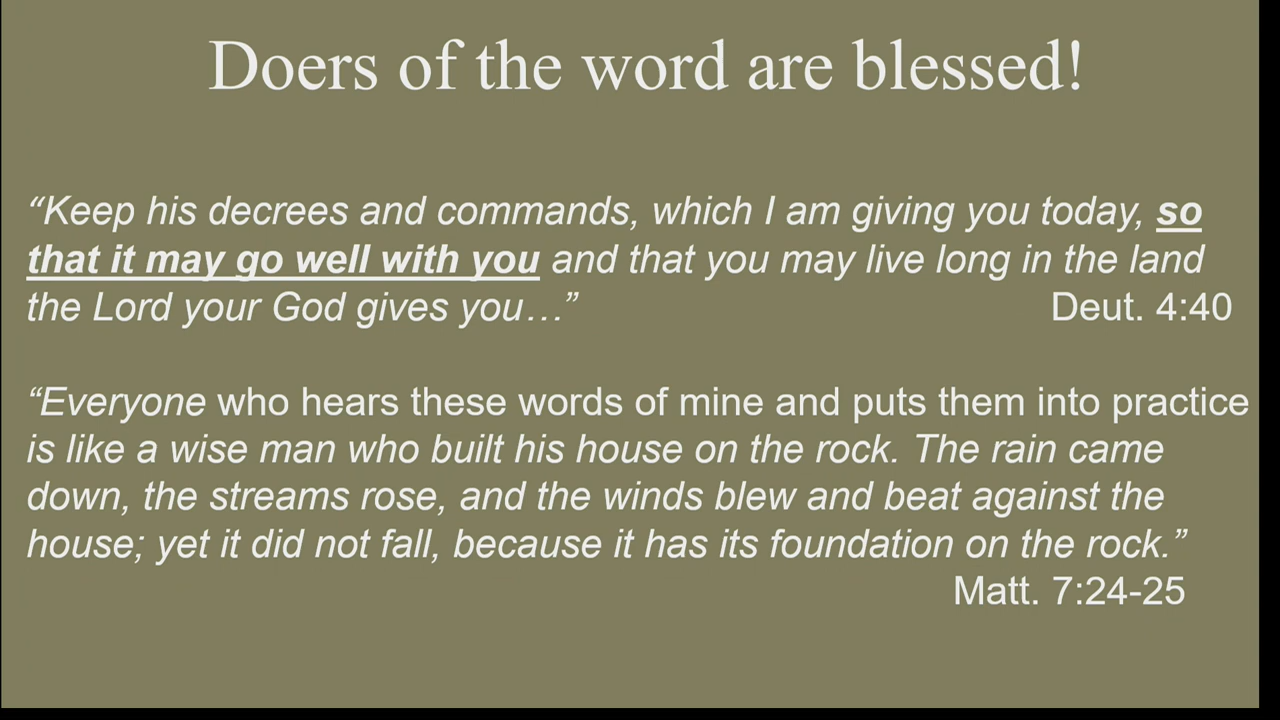 Doers of the word are blessed!
“Keep his decrees and commands, which I am giving you today, so
that it may go well with you and that you may live long in the land
the Lord your God gives you…” Deut. 4:40
“Everyone who hears these words of mine and puts them into practice
is like a wise man who built his house on the rock. The rain came
down, the streams rose, and the winds blew and beat against the
house; yet it did not fall, because it has its foundation on the rock.”
Matt. 7:24-25